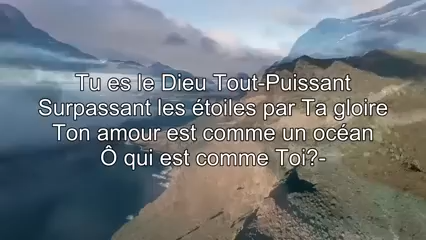 Tu es le Dieu Tout-Puissant
Surpassant les étoiles par Ta gloire
Ton amour est comme un océan
Ô qui est comme Toi?-